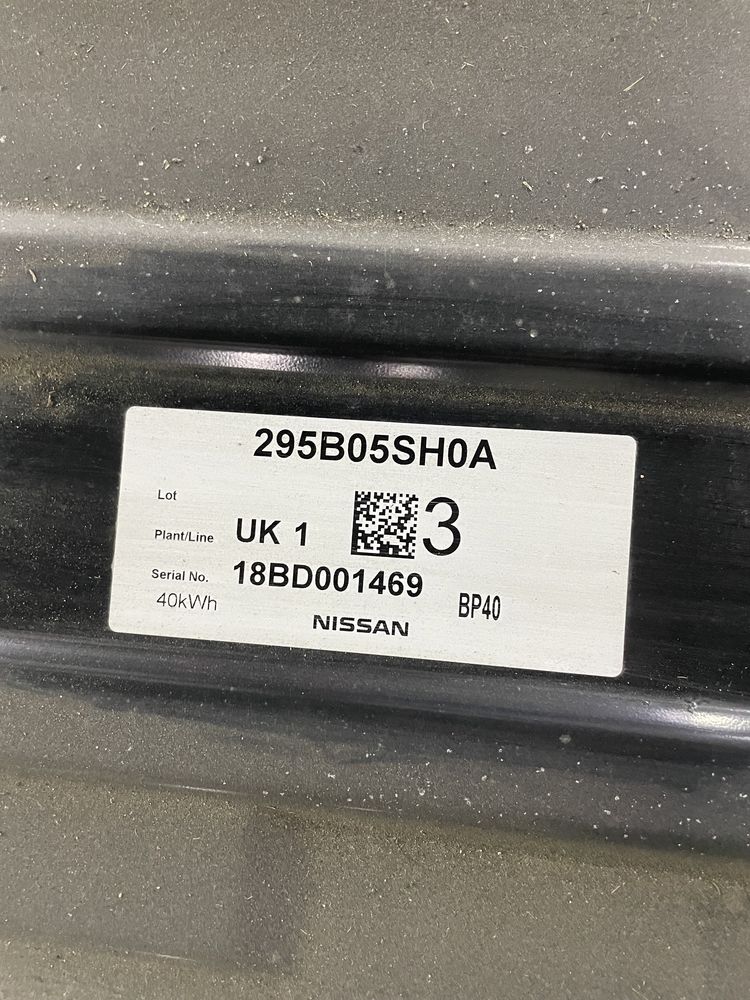 295B05SH0A
Lot
3
Plant/Line UK 1
Serial No. 18BD001469
40kWh BP40
NISSAN